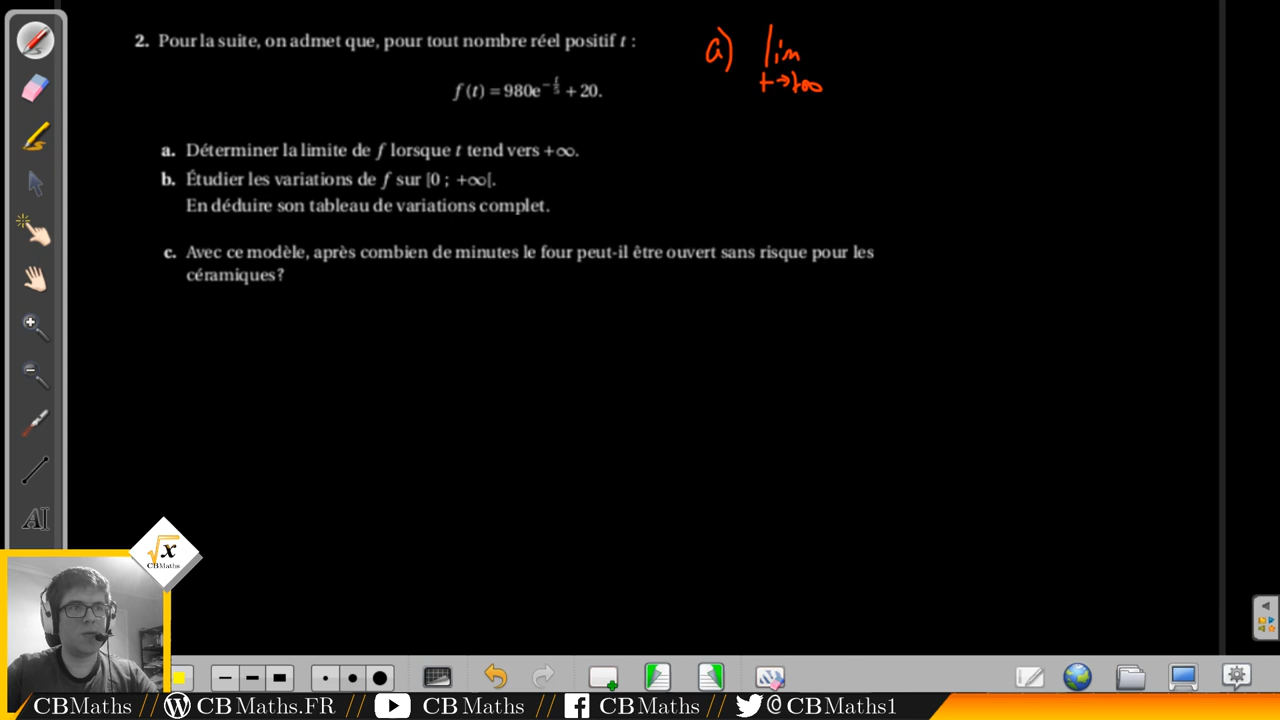 2. Pour la suite, on admet que, pour tout nombre réel positif t :
f(t) = 980e^{-t/5} + 20.
a. Déterminer la limite de f lorsque t tend vers +∞.
b. Étudier les variations de f sur [0 ; +∞[.
En déduire son tableau de variations complet.
c. Avec ce modèle, après combien de minutes le four peut-il être ouvert sans risque pour les
céramiques?
a) lim
t→+∞
AI
√x
CBMaths
CBMaths // CBMaths.FR // CBMaths // CBMaths // @CBMaths1